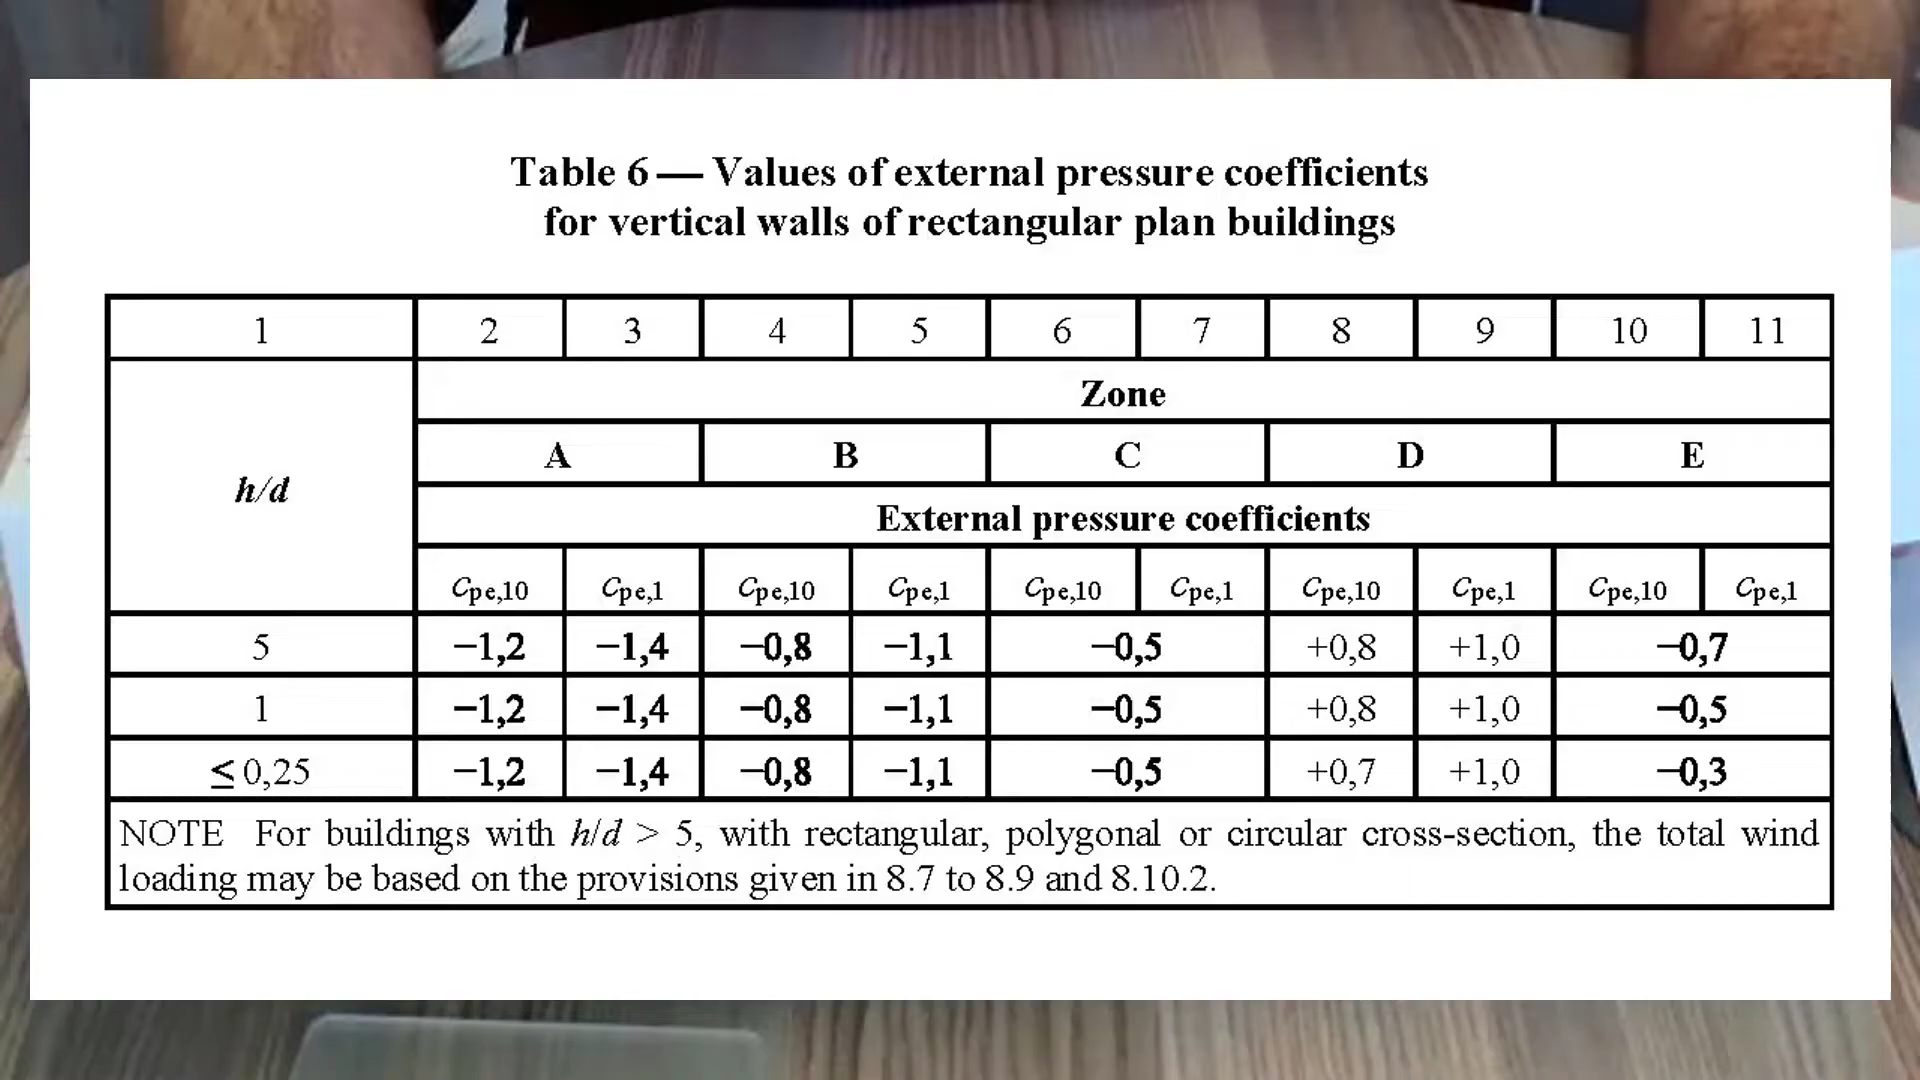 Table 6 — Values of external pressure coefficients
for vertical walls of rectangular plan buildings
1 2 3 4 5 6 7 8 9 10 11
h/d
Zone
A B C D E
External pressure coefficients
cpe,10 cpe,1 cpe,10 cpe,1 cpe,10 cpe,1 cpe,10 cpe,1 cpe,10 cpe,1
5 −1,2 −1,4 −0,8 −1,1 −0,5 +0,8 +1,0 −0,7
1 −1,2 −1,4 −0,8 −1,1 −0,5 +0,8 +1,0 −0,5
≤ 0,25 −1,2 −1,4 −0,8 −1,1 −0,5 +0,7 +1,0 −0,3
NOTE For buildings with h/d > 5, with rectangular, polygonal or circular cross-section, the total wind
loading may be based on the provisions given in 8.7 to 8.9 and 8.10.2.